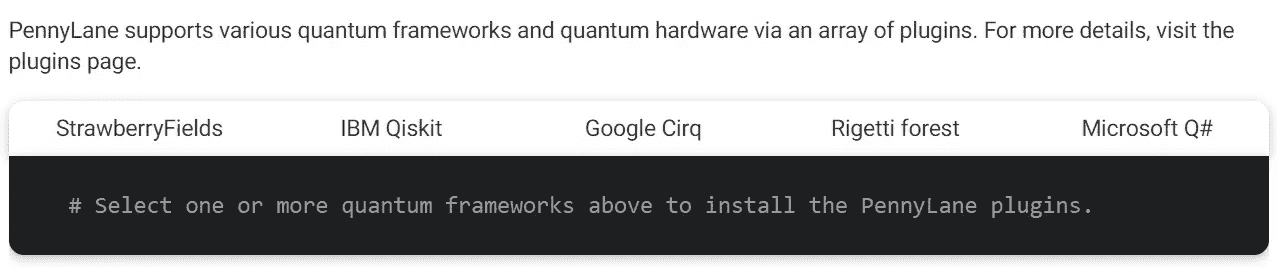 PennyLane supports various quantum frameworks and quantum hardware via an array of plugins. For more details, visit the
plugins page.
StrawberryFields IBM Qiskit Google Cirq Rigetti forest Microsoft Q#
# Select one or more quantum frameworks above to install the PennyLane plugins.